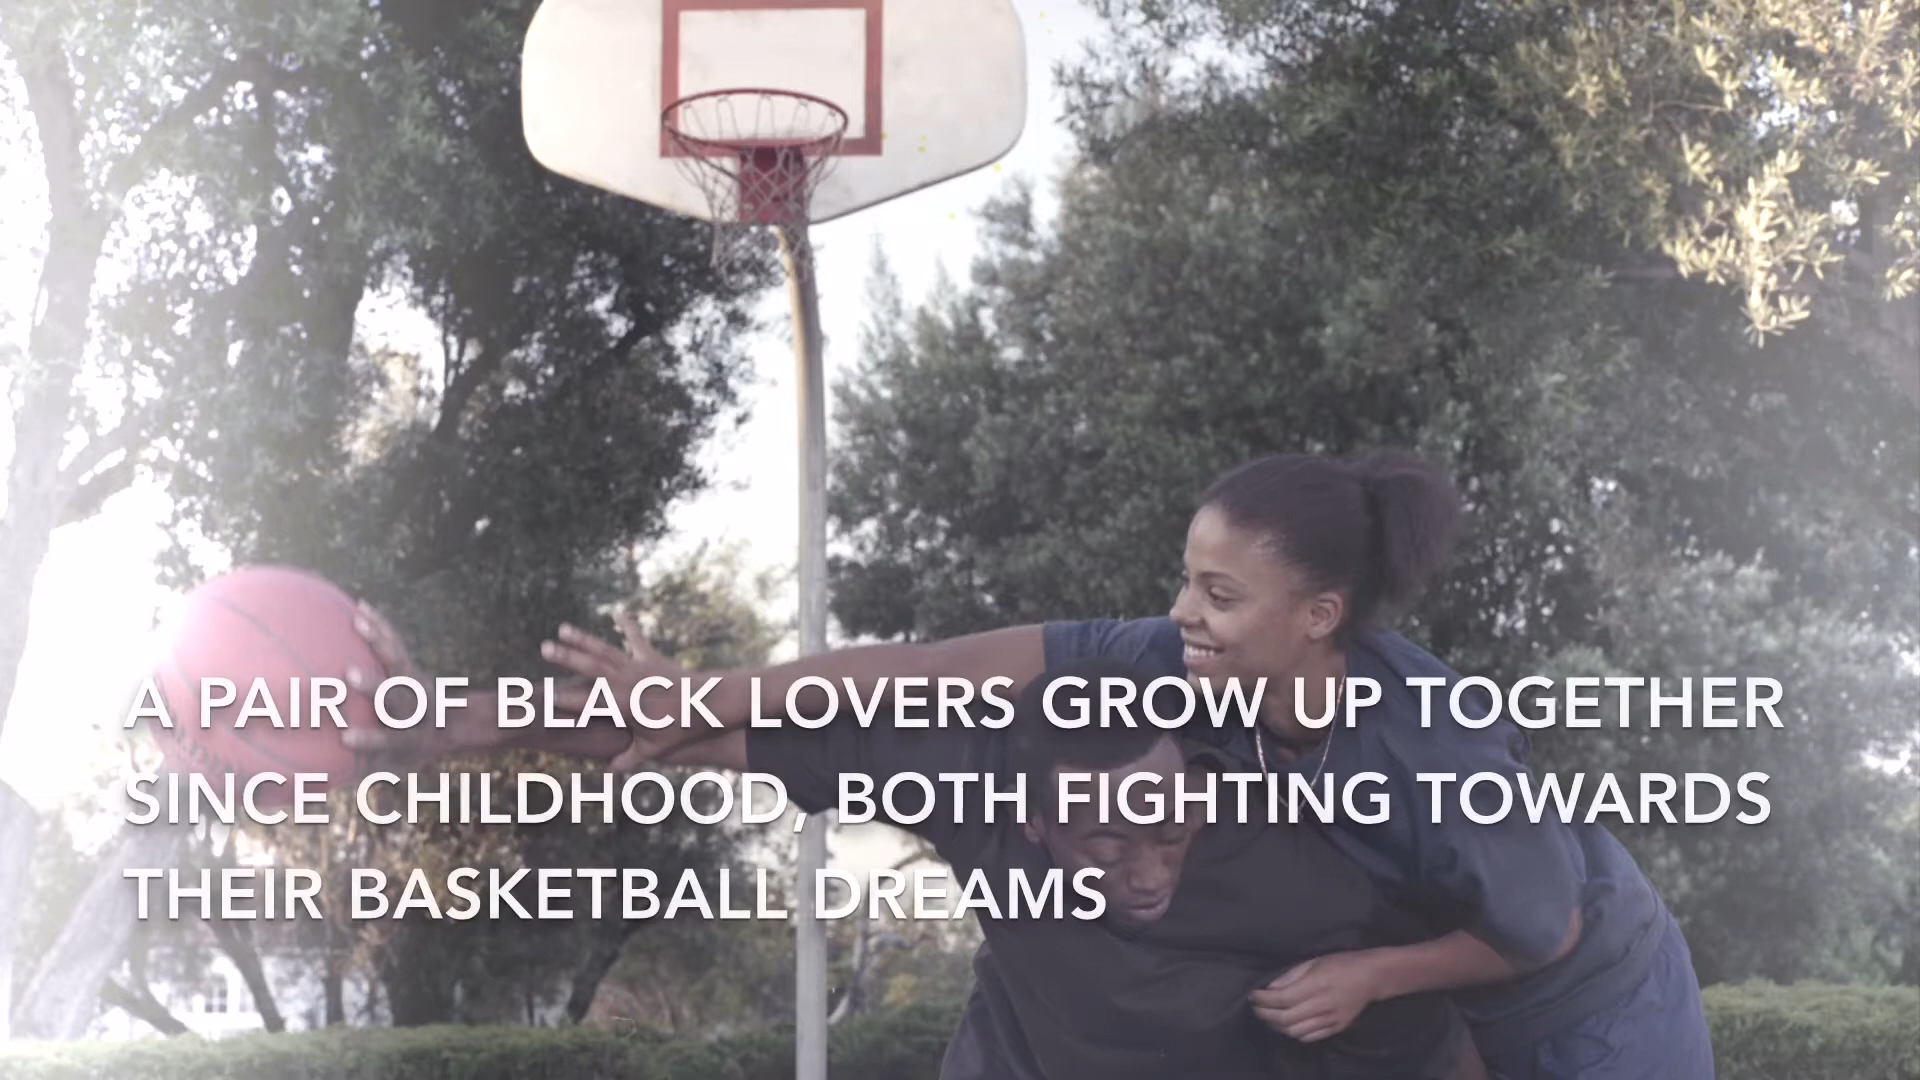 A PAIR OF BLACK LOVERS GROW UP TOGETHER
SINCE CHILDHOOD, BOTH FIGHTING TOWARDS
THEIR BASKETBALL DREAMS